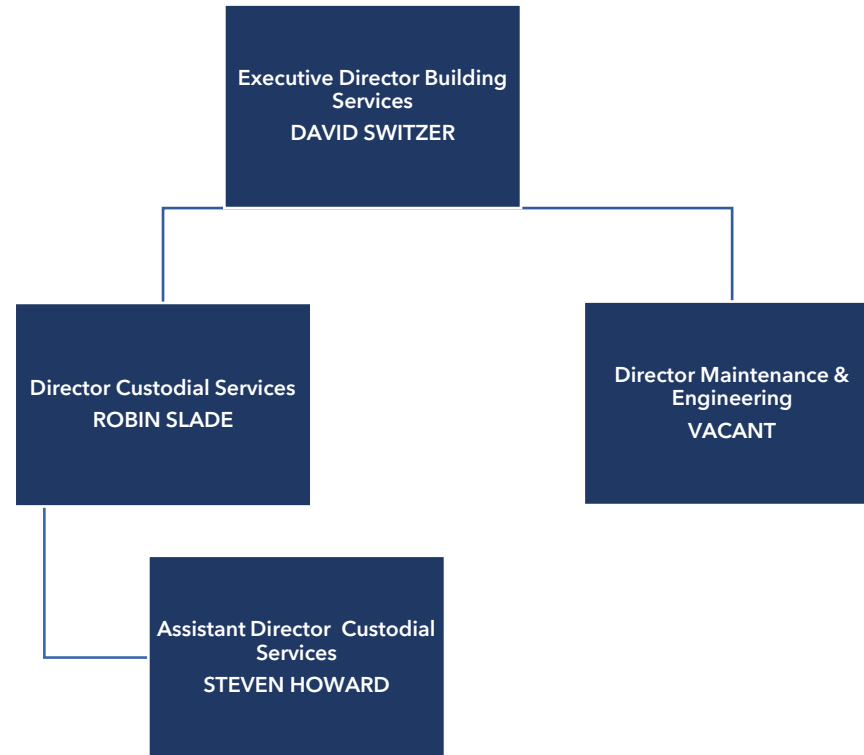 Executive Director Building
Services
DAVID SWITZER
Director Custodial Services
ROBIN SLADE
Director Maintenance &
Engineering
VACANT
Assistant Director  Custodial
Services
STEVEN HOWARD